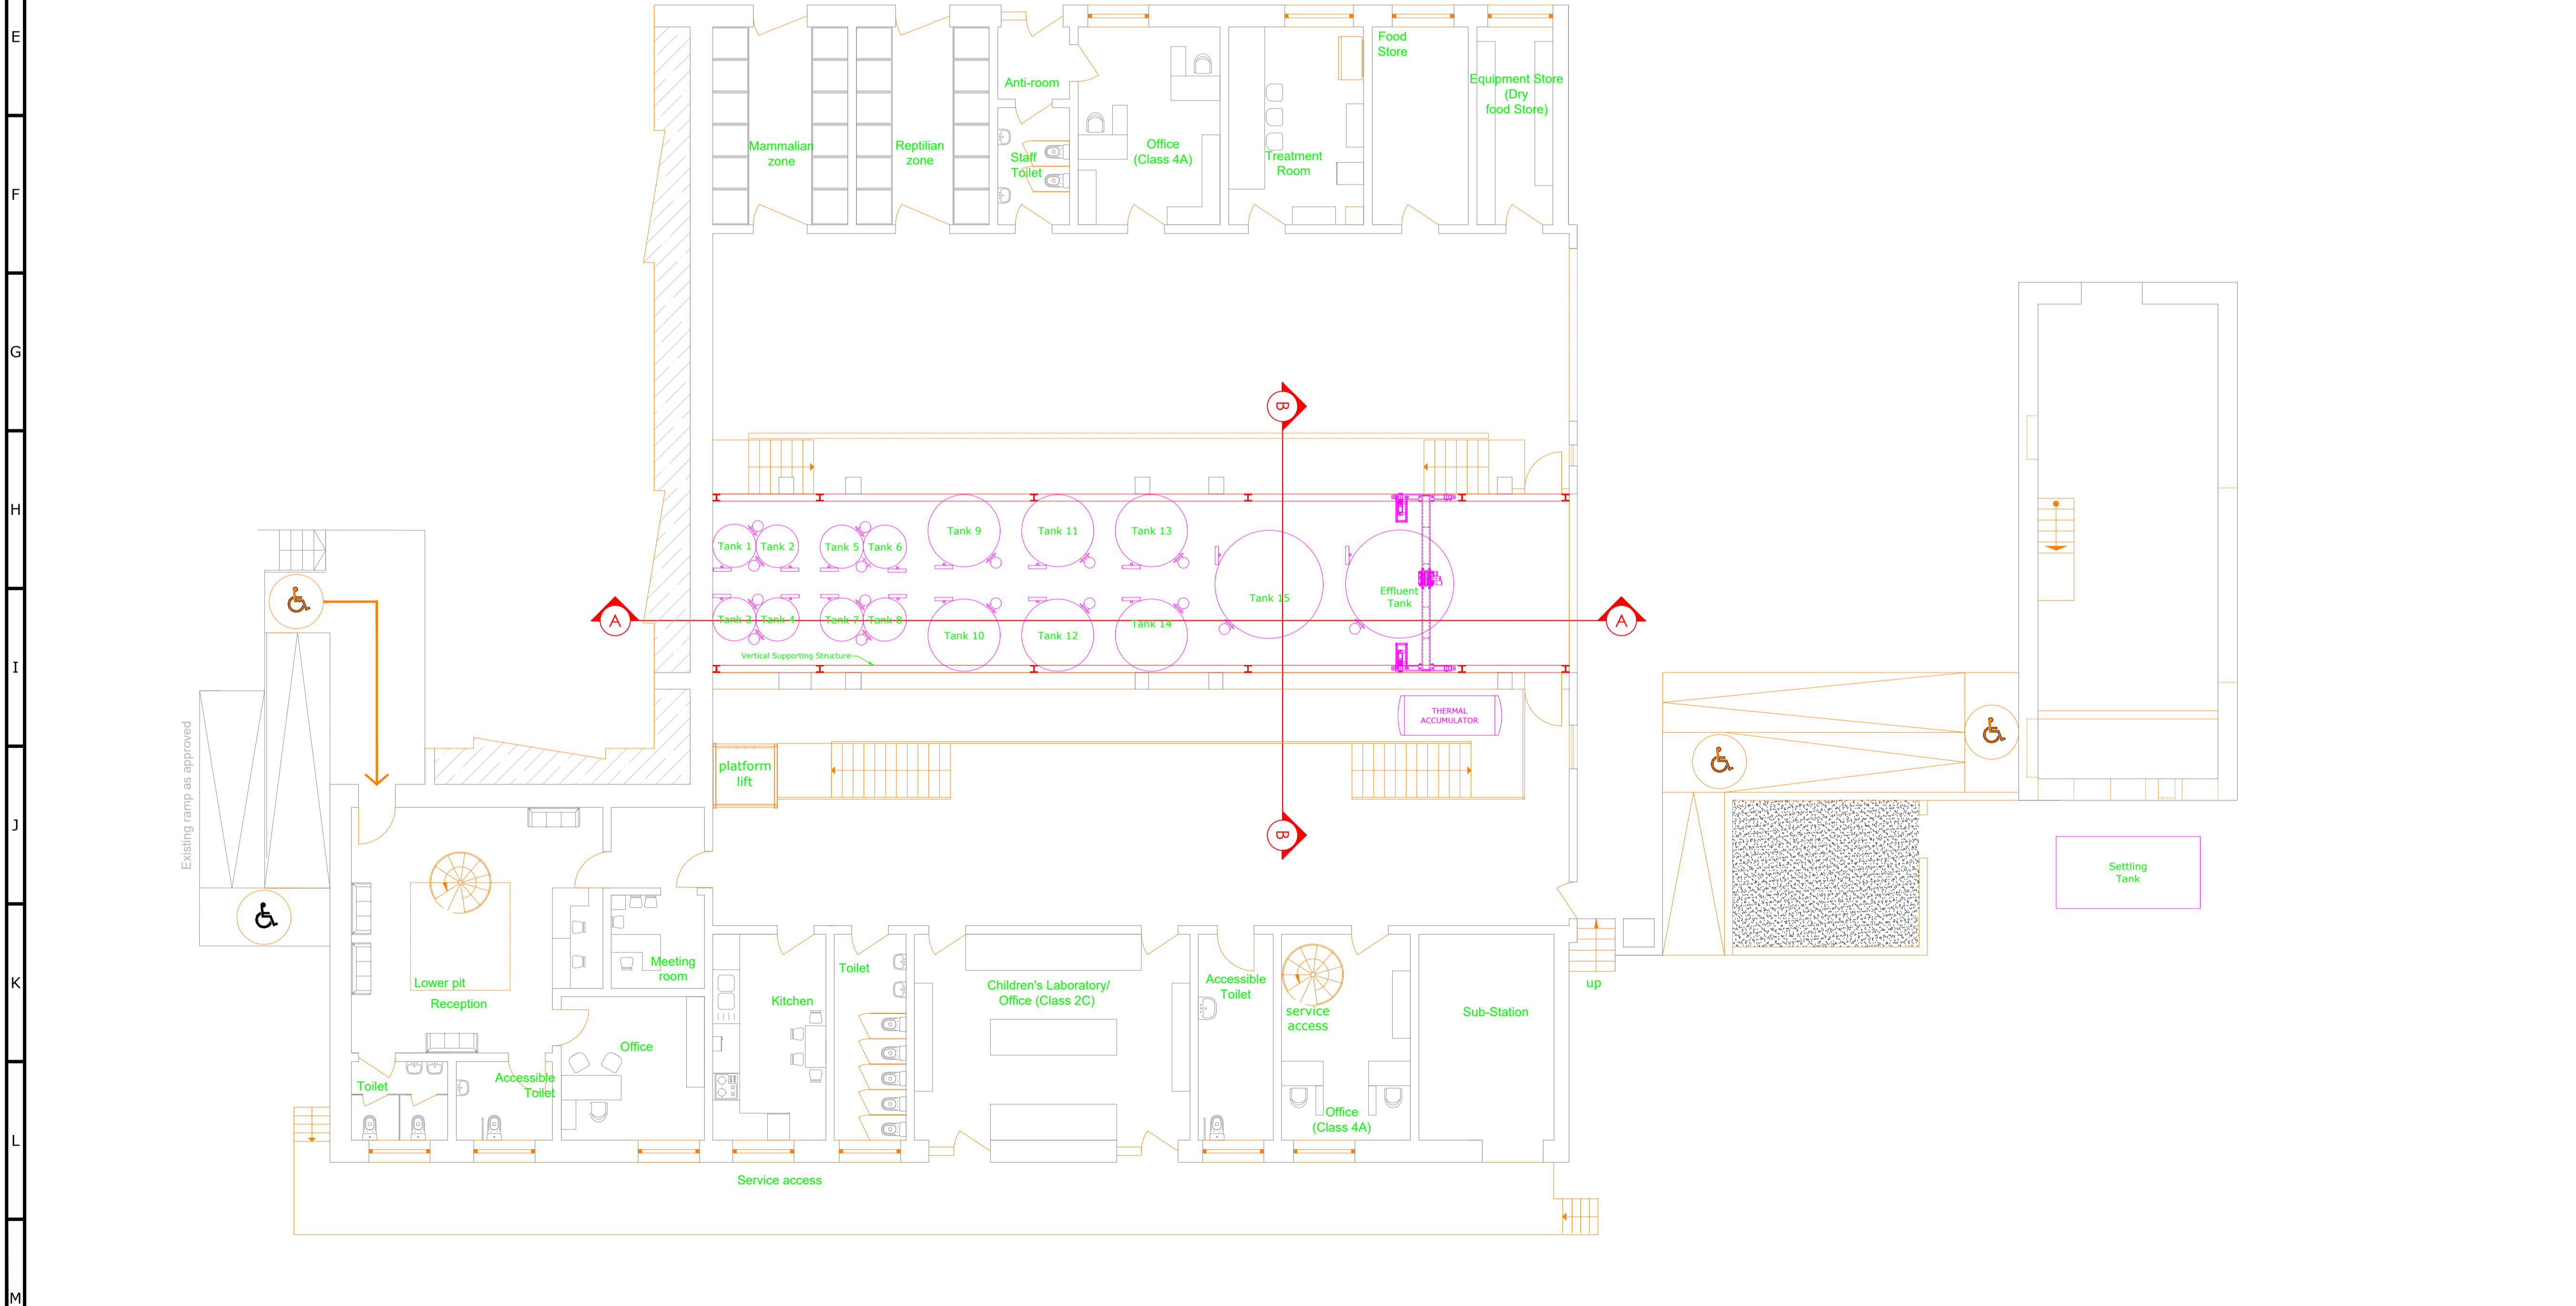 E
F
G
H
I
J
K
L
M
Mammalian
zone
Reptilian
zone
Anti-room
Staff
Toilet
Office
(Class 4A)
Treatment
Room
Food
Store
Equipment Store
(Dry
food Store)
B
Tank 1
Tank 2
Tank 5
Tank 6
Tank 9
Tank 11
Tank 13
Tank 15
Effluent
Tank
A
Tank 3
Tank 4
Tank 7
Tank 8
Tank 10
Tank 12
Tank 14
A
Vertical Supporting Structure
THERMAL
ACCUMULATOR
platform
lift
B
Existing ramp as approved
Settling
Tank
Lower pit
Reception
Meeting
room
Office
Toilet
Accessible
Toilet
Kitchen
Toilet
Children's Laboratory/
Office (Class 2C)
Accessible
Toilet
service
access
Office
(Class 4A)
Sub-Station
up
Service access